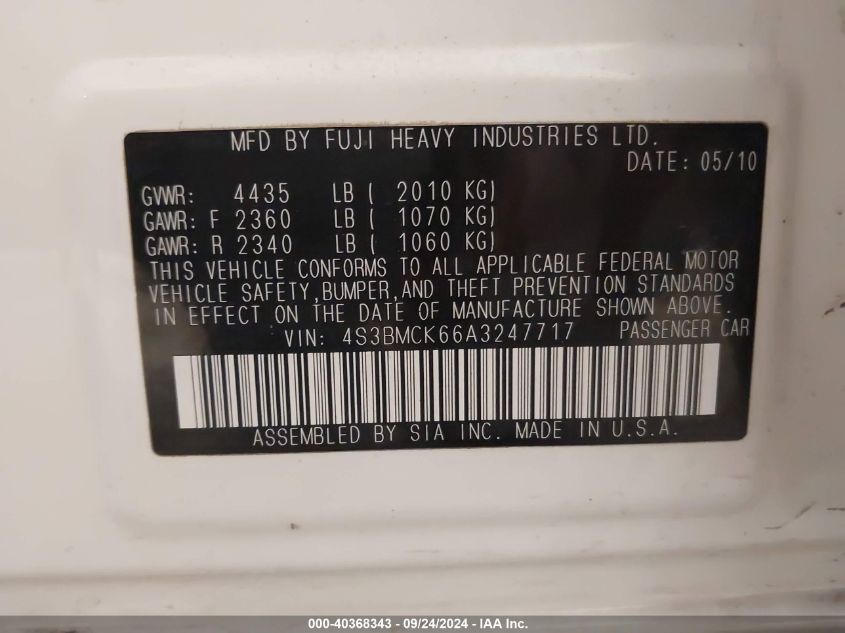 MFD BY FUJI HEAVY INDUSTRIES LTD.
DATE: 05/10
GVWR: 4435 LB ( 2010 KG)
GAWR: F 2360 LB ( 1070 KG)
GAWR: R 2340 LB ( 1060 KG)
THIS VEHICLE CONFORMS TO ALL APPLICABLE FEDERAL MOTOR
VEHICLE SAFETY, BUMPER, AND THEFT PREVENTION STANDARDS
IN EFFECT ON THE DATE OF MANUFACTURE SHOWN ABOVE.
VIN: 4S3BMCK66A3247717 PASSENGER CAR
ASSEMBLED BY SIA INC. MADE IN U.S.A.
000-40368343 - 09/24/2024 - IAA Inc.